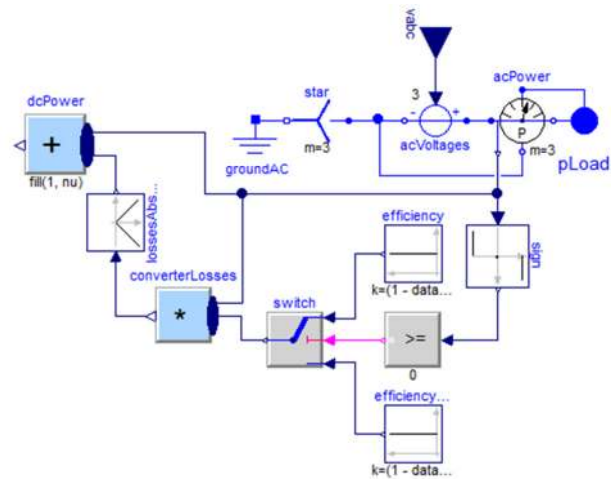 vabc
star
3
acPower
dcPower
- +
+
P
m=3
groundAC
acVoltages
m=3
pLoad
fill(1, nu)
lossesAbs...
efficiency
sign
converterLosses
k=(1 - data...
*
switch
>=
0
efficiency...
k=(1 - data...